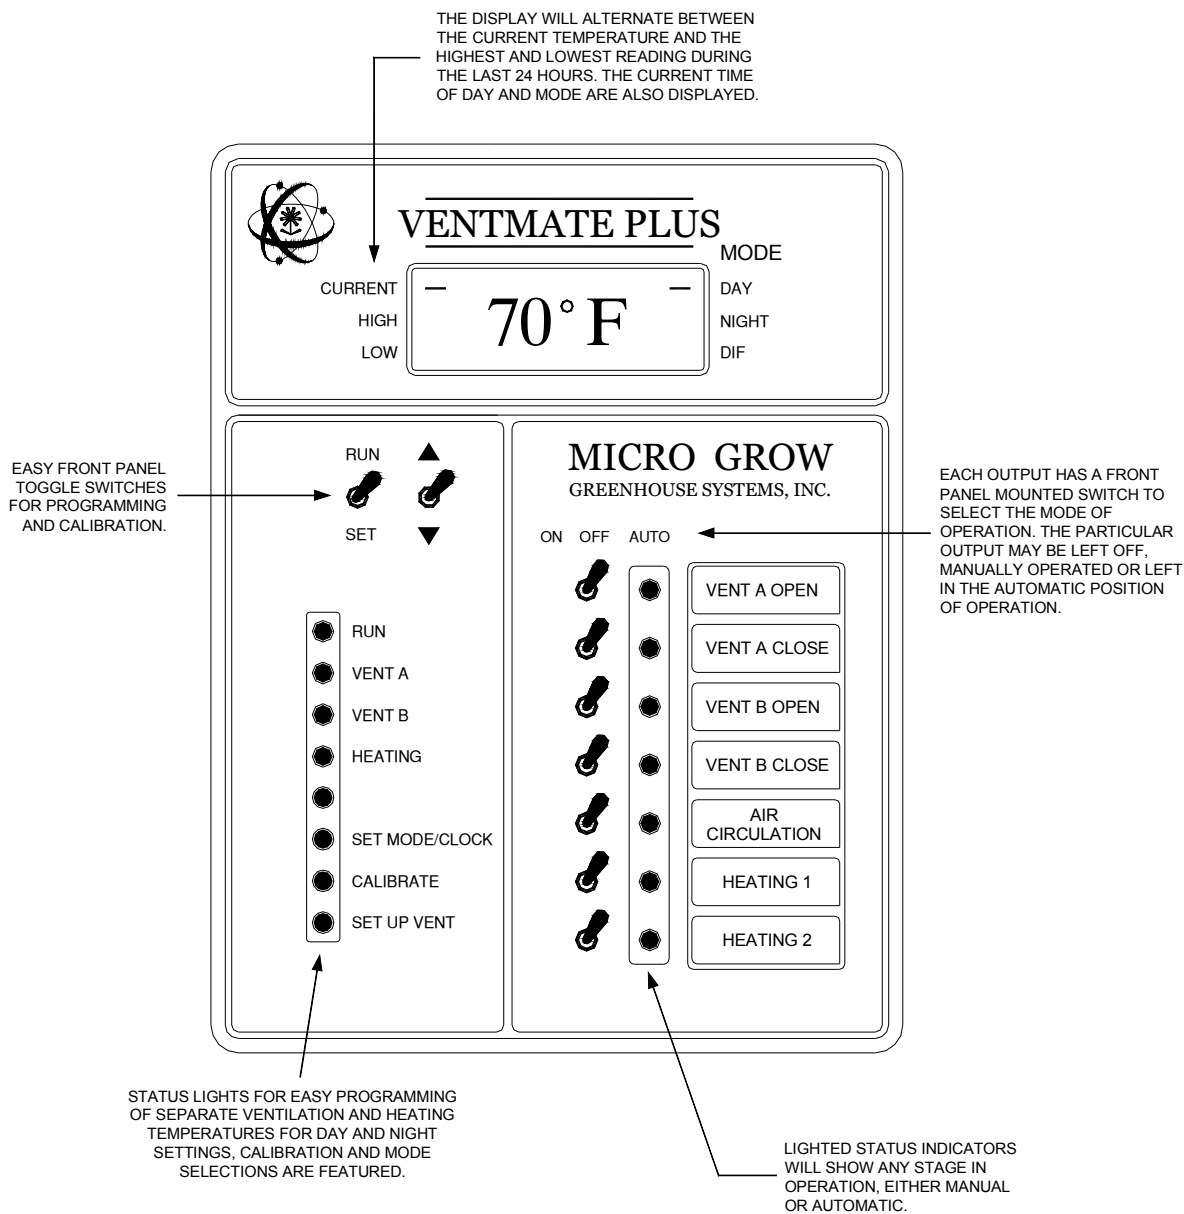 THE DISPLAY WILL ALTERNATE BETWEEN
THE CURRENT TEMPERATURE AND THE
HIGHEST AND LOWEST READING DURING
THE LAST 24 HOURS. THE CURRENT TIME
OF DAY AND MODE ARE ALSO DISPLAYED.
VENTMATE PLUS
MODE
CURRENT
HIGH
LOW
70° F
DAY
NIGHT
DIF
EASY FRONT PANEL
TOGGLE SWITCHES
FOR PROGRAMMING
AND CALIBRATION.
RUN ▲
SET ▼
RUN
VENT A
VENT B
HEATING
SET MODE/CLOCK
CALIBRATE
SET UP VENT
MICRO GROW
GREENHOUSE SYSTEMS, INC.
ON OFF AUTO
VENT A OPEN
VENT A CLOSE
VENT B OPEN
VENT B CLOSE
AIR
CIRCULATION
HEATING 1
HEATING 2
EACH OUTPUT HAS A FRONT
PANEL MOUNTED SWITCH TO
SELECT THE MODE OF
OPERATION. THE PARTICULAR
OUTPUT MAY BE LEFT OFF,
MANUALLY OPERATED OR LEFT
IN THE AUTOMATIC POSITION
OF OPERATION.
STATUS LIGHTS FOR EASY PROGRAMMING
OF SEPARATE VENTILATION AND HEATING
TEMPERATURES FOR DAY AND NIGHT
SETTINGS, CALIBRATION AND MODE
SELECTIONS ARE FEATURED.
LIGHTED STATUS INDICATORS
WILL SHOW ANY STAGE IN
OPERATION, EITHER MANUAL
OR AUTOMATIC.